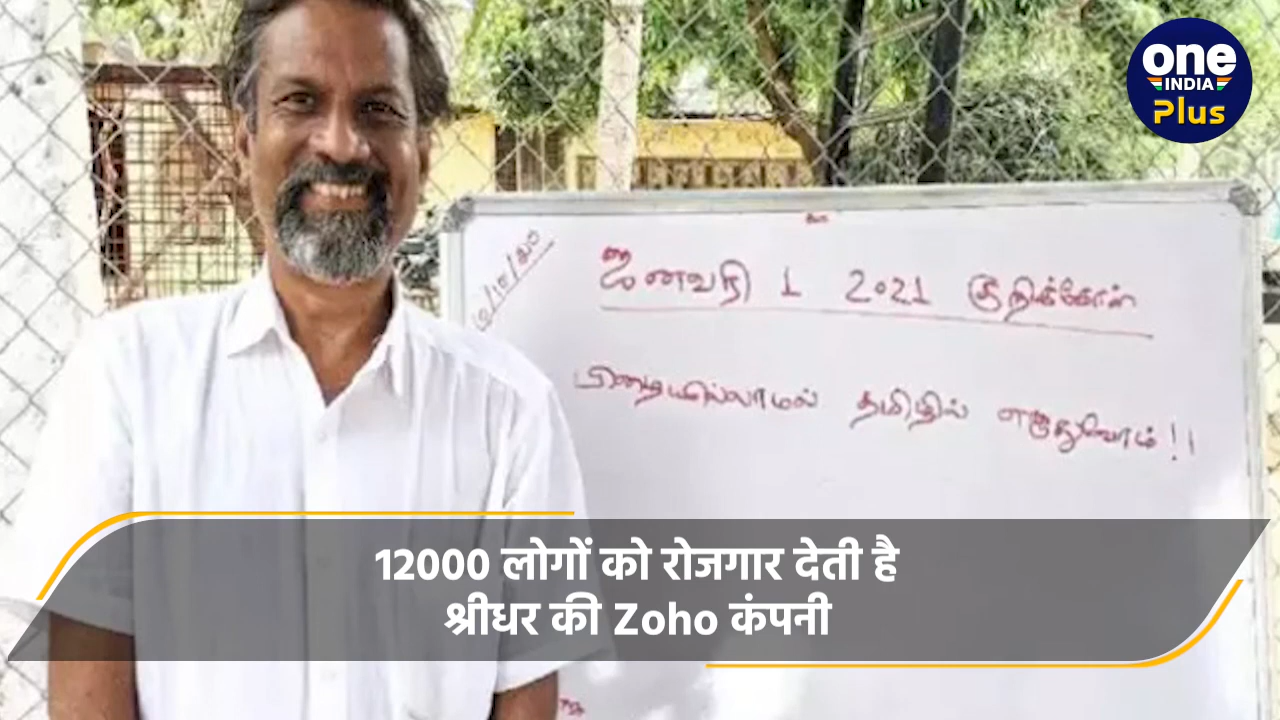 one
INDIA
Plus
ஜனவரி 1 2021 குறிக்கோள்
பிழையில்லாமல் தமிழில் எழுதுவோம்!!
12000 लोगों को रोजगार देती है
श्रीधर की Zoho कंपनी